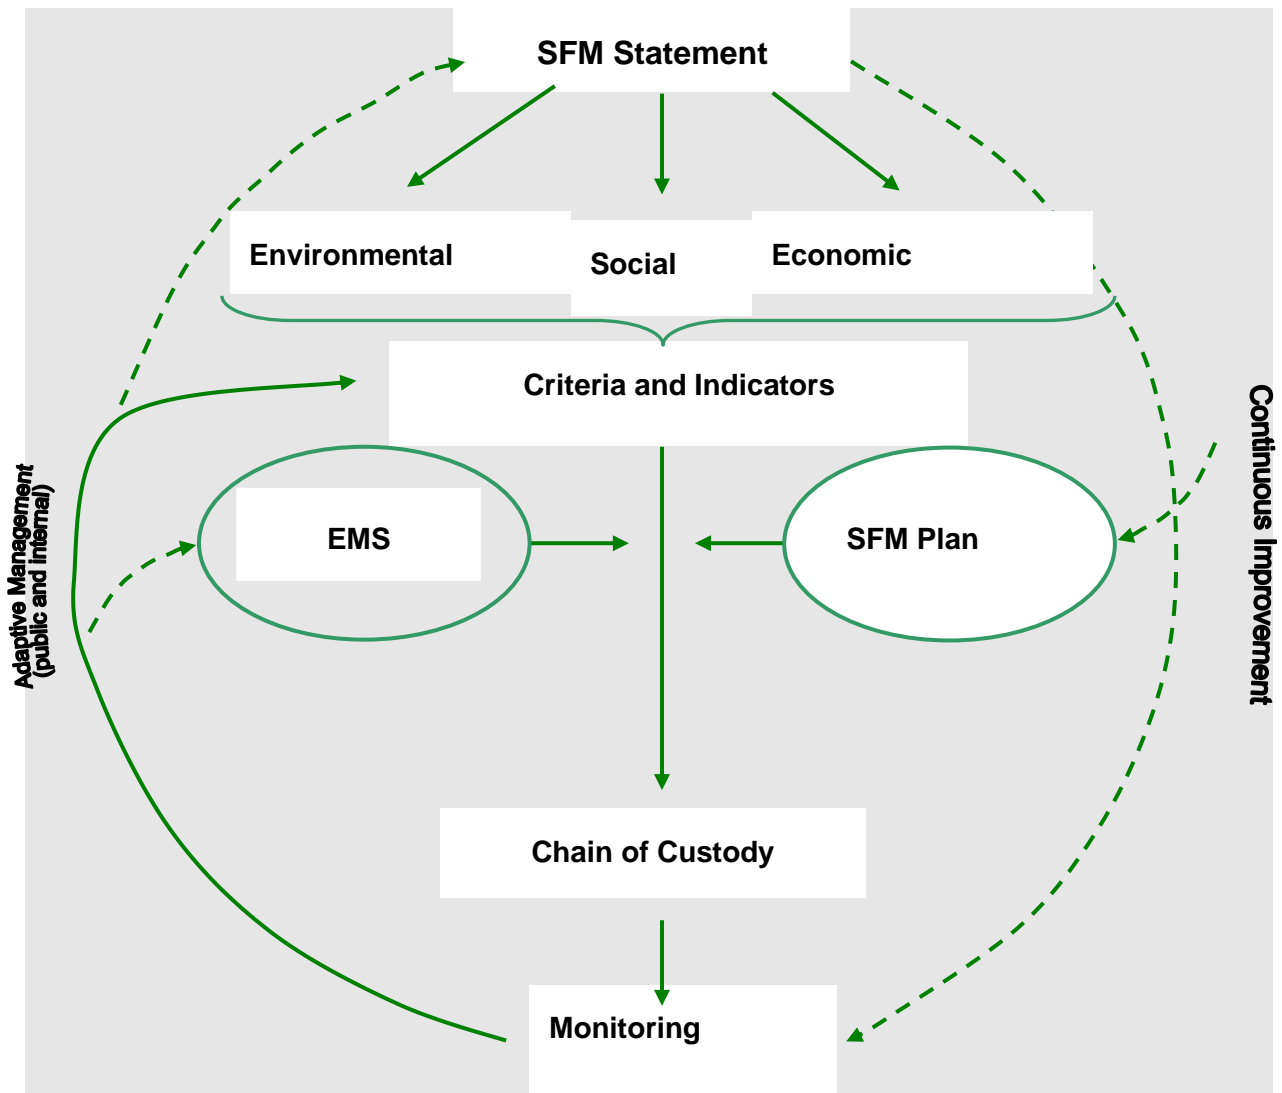 SFM Statement
Environmental
Social
Economic
Criteria and Indicators
EMS
SFM Plan
Adaptive Management
(public and internal)
Continuous Improvement
Chain of Custody
Monitoring